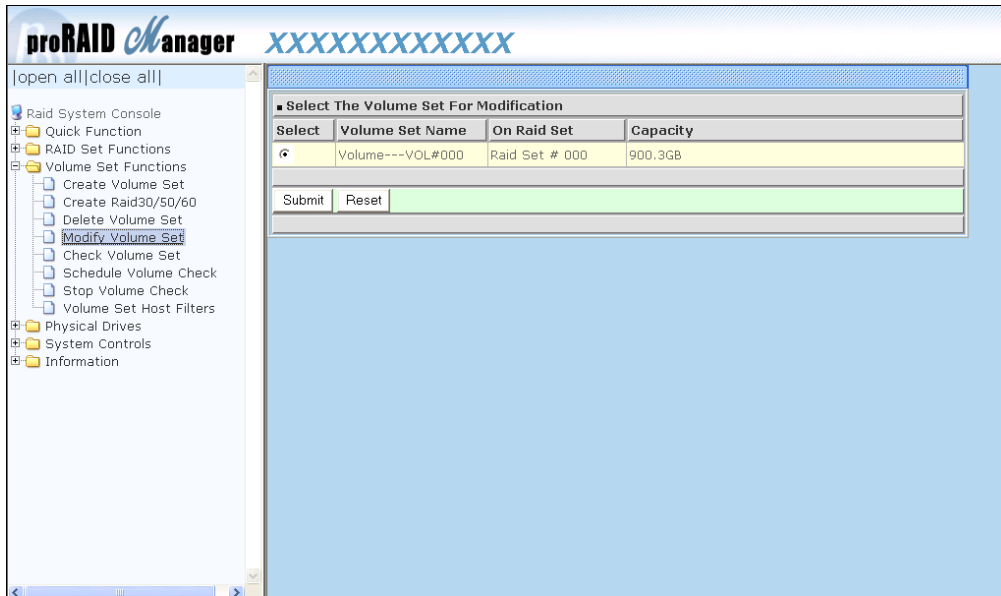 proRAID Manager XXXXXXXXXXXX
|open all|close all|
Raid System Console
Quick Function
RAID Set Functions
Volume Set Functions
Create Volume Set
Create Raid30/50/60
Delete Volume Set
Modify Volume Set
Check Volume Set
Schedule Volume Check
Stop Volume Check
Volume Set Host Filters
Physical Drives
System Controls
Information
Select The Volume Set For Modification
Select Volume Set Name On Raid Set Capacity
Volume---VOL#000 Raid Set # 000 900.3GB
Submit Reset